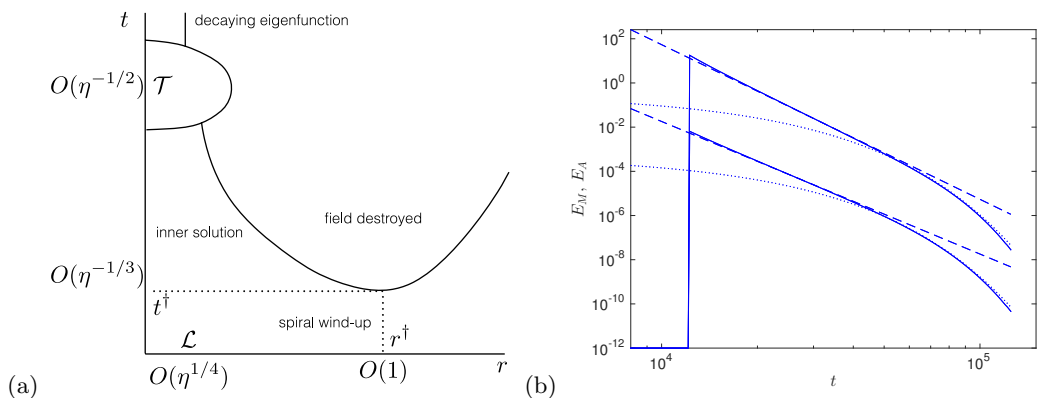 t
decaying eigenfunction
O(η^{-1/2})
𝒯
inner solution
field destroyed
O(η^{-1/3})
t†
spiral wind-up
r†
ℒ
O(η^{1/4})
O(1)
r
(a)
10^2
10^0
10^{-2}
10^{-4}
10^{-6}
10^{-8}
10^{-10}
10^{-12}
E_M, E_A
10^4
10^5
t
(b)